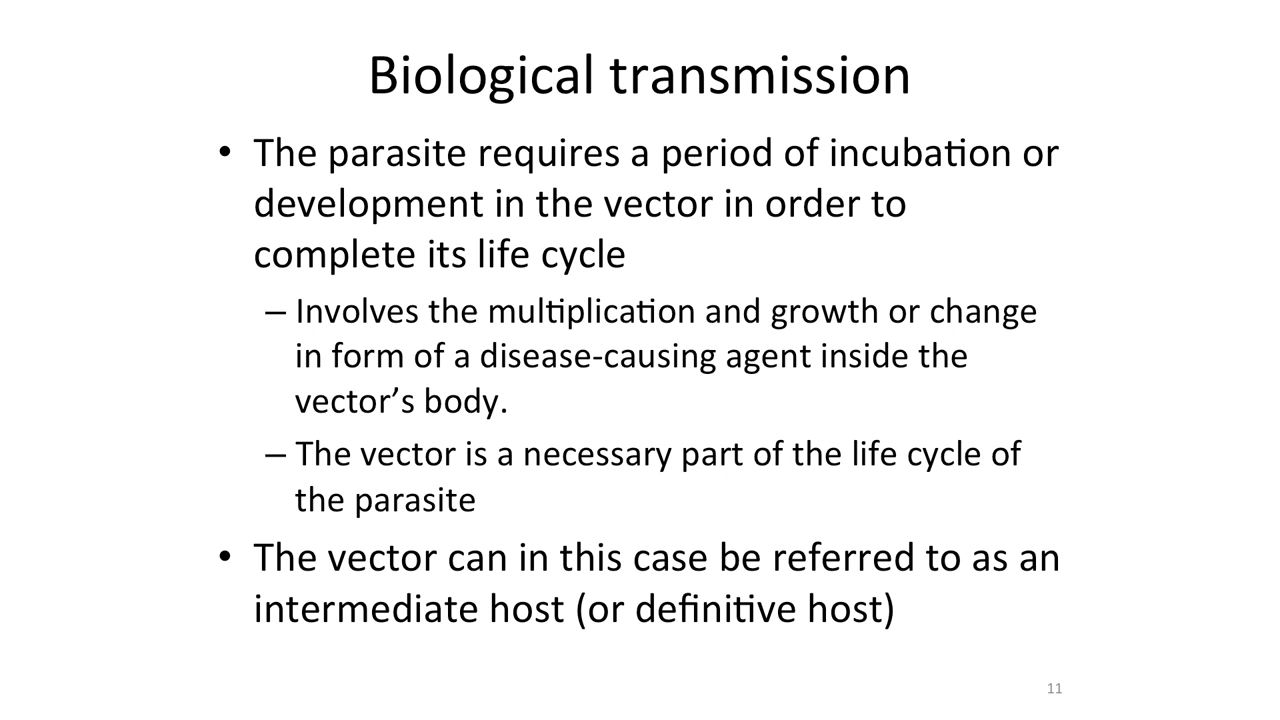 Biological transmission
• The parasite requires a period of incubation or
development in the vector in order to
complete its life cycle
– Involves the multiplication and growth or change
in form of a disease-causing agent inside the
vector’s body.
– The vector is a necessary part of the life cycle of
the parasite
• The vector can in this case be referred to as an
intermediate host (or definitive host)
11